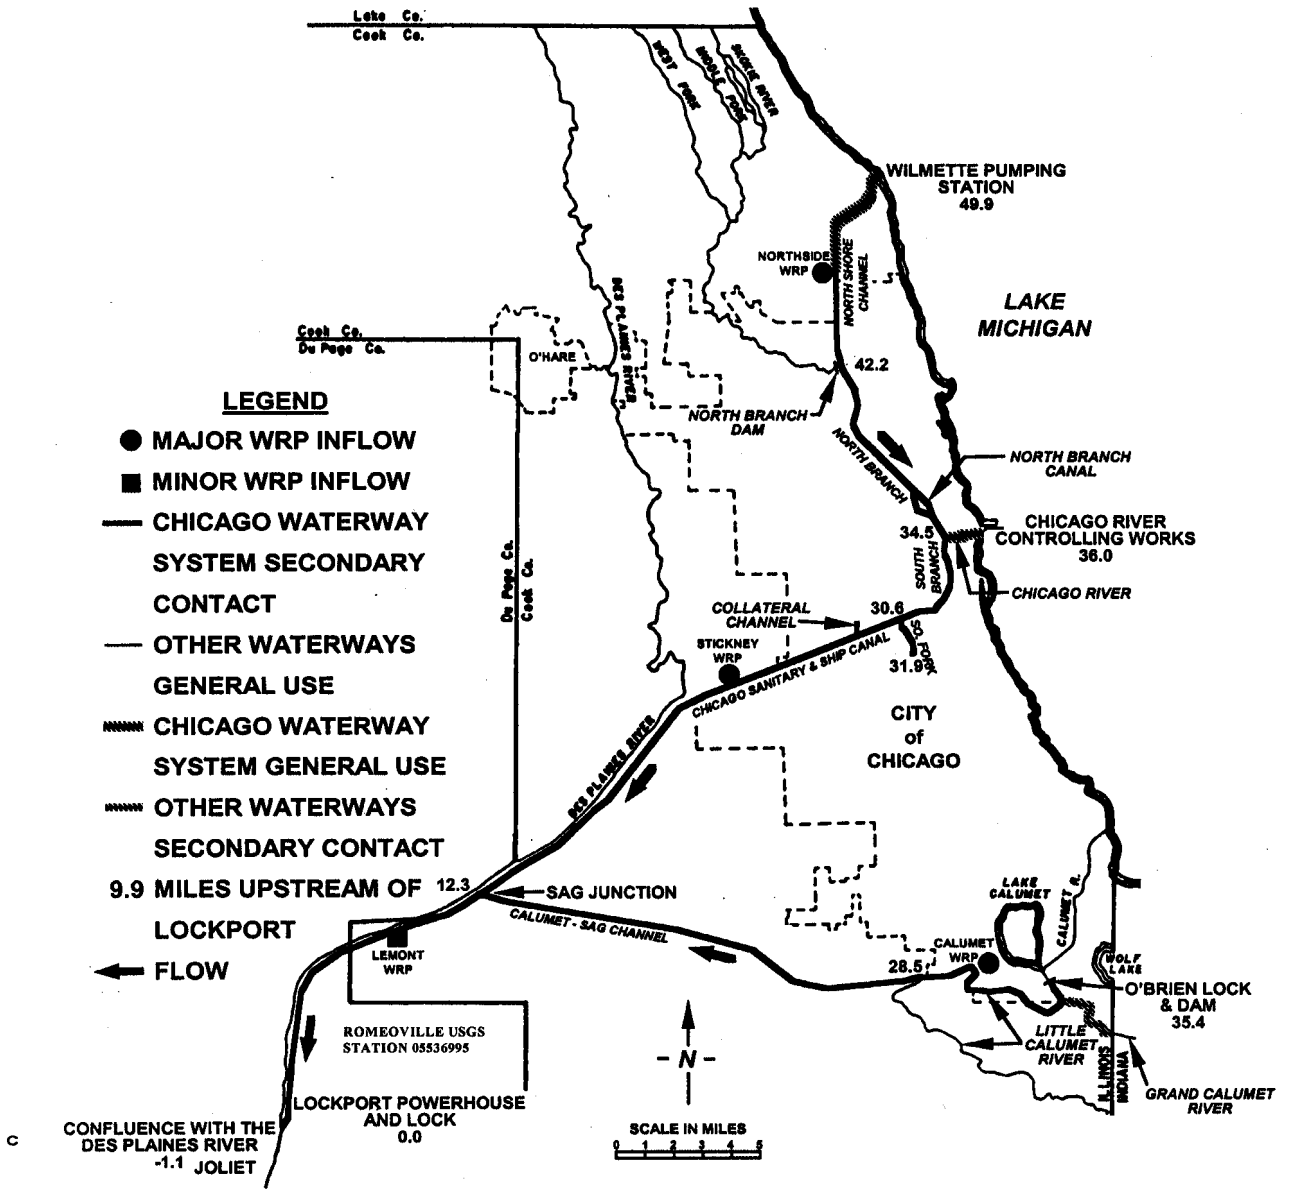 Lake Co.
Cook Co.
WEST FORK
MIDDLE FORK
SKOKIE RIVER
WILMETTE PUMPING
STATION
49.9
NORTHSIDE
WRP
NORTH SHORE
CHANNEL
LAKE
MICHIGAN
DES PLAINES RIVER
Cook Co.
Du Page Co.
O'HARE
42.2
NORTH BRANCH
DAM
NORTH BRANCH
NORTH BRANCH
CANAL
34.5
CHICAGO RIVER
CONTROLLING WORKS
36.0
SOUTH
BRANCH
CHICAGO RIVER
Du Page Co.
Cook Co.
COLLATERAL
CHANNEL
30.6
SO. FORK
31.9
STICKNEY
WRP
CHICAGO SANITARY & SHIP CANAL
CITY
of
CHICAGO
DES PLAINES RIVER
LEGEND
MAJOR WRP INFLOW
MINOR WRP INFLOW
CHICAGO WATERWAY
SYSTEM SECONDARY
CONTACT
OTHER WATERWAYS
GENERAL USE
CHICAGO WATERWAY
SYSTEM GENERAL USE
OTHER WATERWAYS
SECONDARY CONTACT
9.9 MILES UPSTREAM OF
LOCKPORT
FLOW
12.3
SAG JUNCTION
CALUMET - SAG CHANNEL
LEMONT
WRP
LAKE
CALUMET
CALUMET R.
CALUMET
WRP
28.5
WOLF
LAKE
O'BRIEN LOCK
& DAM
35.4
LITTLE
CALUMET
RIVER
ILLINOIS
INDIANA
GRAND CALUMET
RIVER
ROMEOVILLE USGS
STATION 05536995
N
LOCKPORT POWERHOUSE
AND LOCK
0.0
CONFLUENCE WITH THE
DES PLAINES RIVER
-1.1
JOLIET
SCALE IN MILES
0 1 2 3 4 5
C